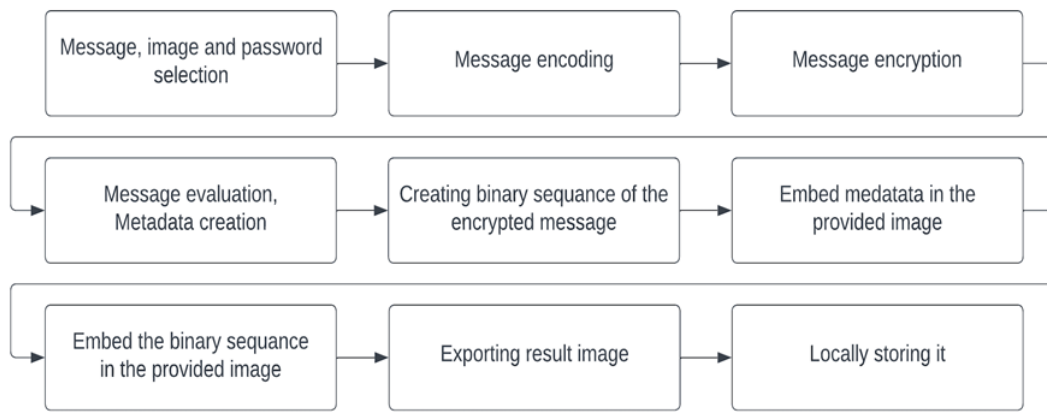 Message, image and password
selection
Message encoding
Message encryption
Message evaluation,
Metadata creation
Creating binary sequance of the
encrypted message
Embed medatata in the
provided image
Embed the binary sequance
in the provided image
Exporting result image
Locally storing it